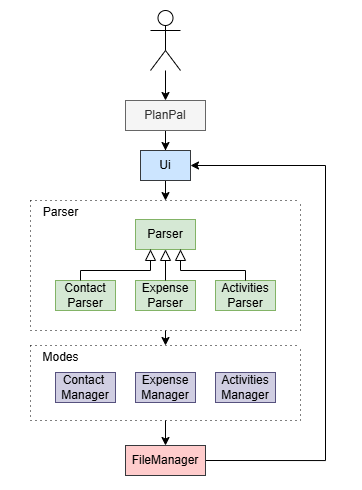 PlanPal
Ui
Parser
Parser
Contact
Parser
Expense
Parser
Activities
Parser
Modes
Contact
Manager
Expense
Manager
Activities
Manager
FileManager